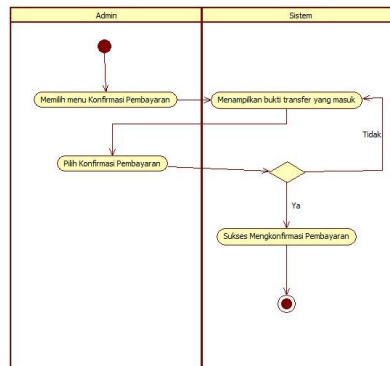 Admin
Sistem
Memilih menu Konfirmasi Pembayaran
Menampilkan bukti transfer yang masuk
Tidak
Pilih Konfirmasi Pembayaran
Ya
Sukses Mengkonfirmasi Pembayaran